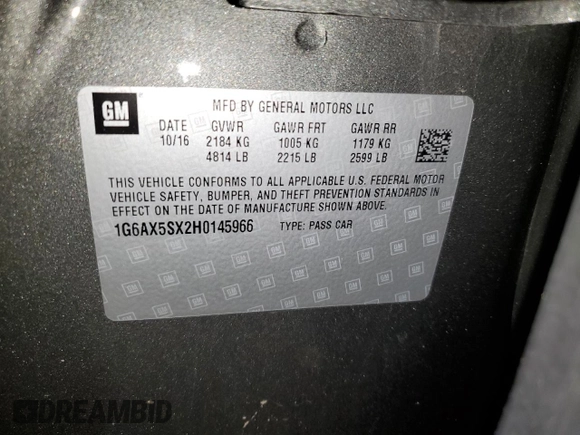 GM
MFD BY GENERAL MOTORS LLC
DATE GVWR GAWR FRT GAWR RR
10/16 2184 KG 1005 KG 1179 KG
4814 LB 2215 LB 2599 LB
THIS VEHICLE CONFORMS TO ALL APPLICABLE U.S. FEDERAL MOTOR
VEHICLE SAFETY, BUMPER, AND THEFT PREVENTION STANDARDS IN
EFFECT ON THE DATE OF MANUFACTURE SHOWN ABOVE.
1G6AX5SX2H0145966 TYPE: PASS CAR
DREAMBID